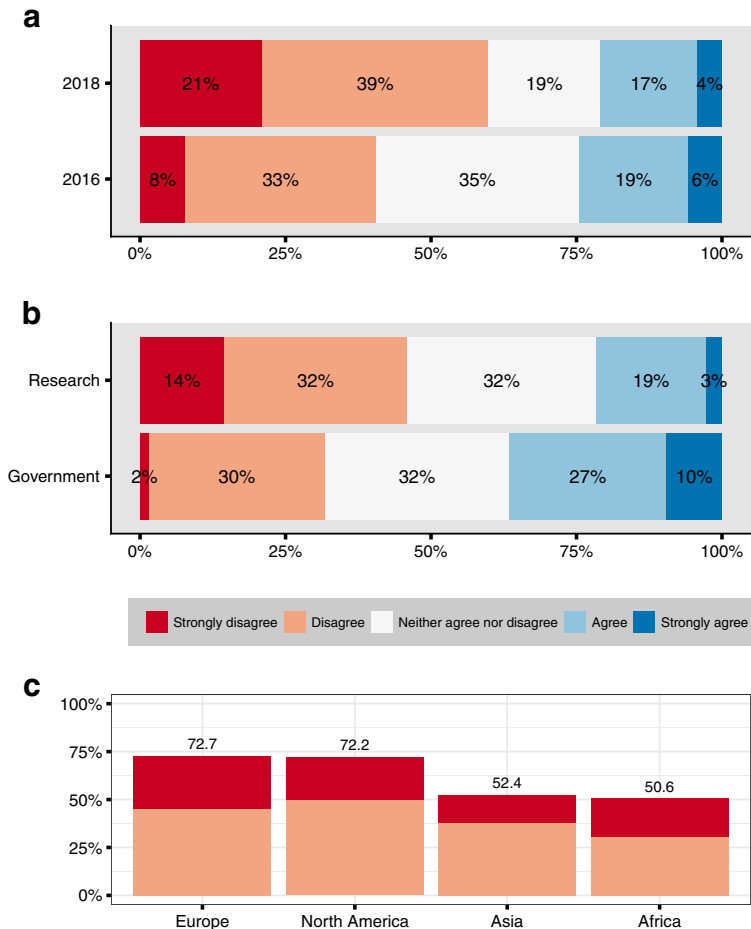 a
2018
21% 39% 19% 17% 4%
2016
8% 33% 35% 19% 6%
0% 25% 50% 75% 100%
b
Research
14% 32% 32% 19% 3%
Government
2% 30% 32% 27% 10%
0% 25% 50% 75% 100%
Strongly disagree Disagree Neither agree nor disagree Agree Strongly agree
c
100%
75%
50%
25%
0%
72.7 72.2 52.4 50.6
Europe North America Asia Africa